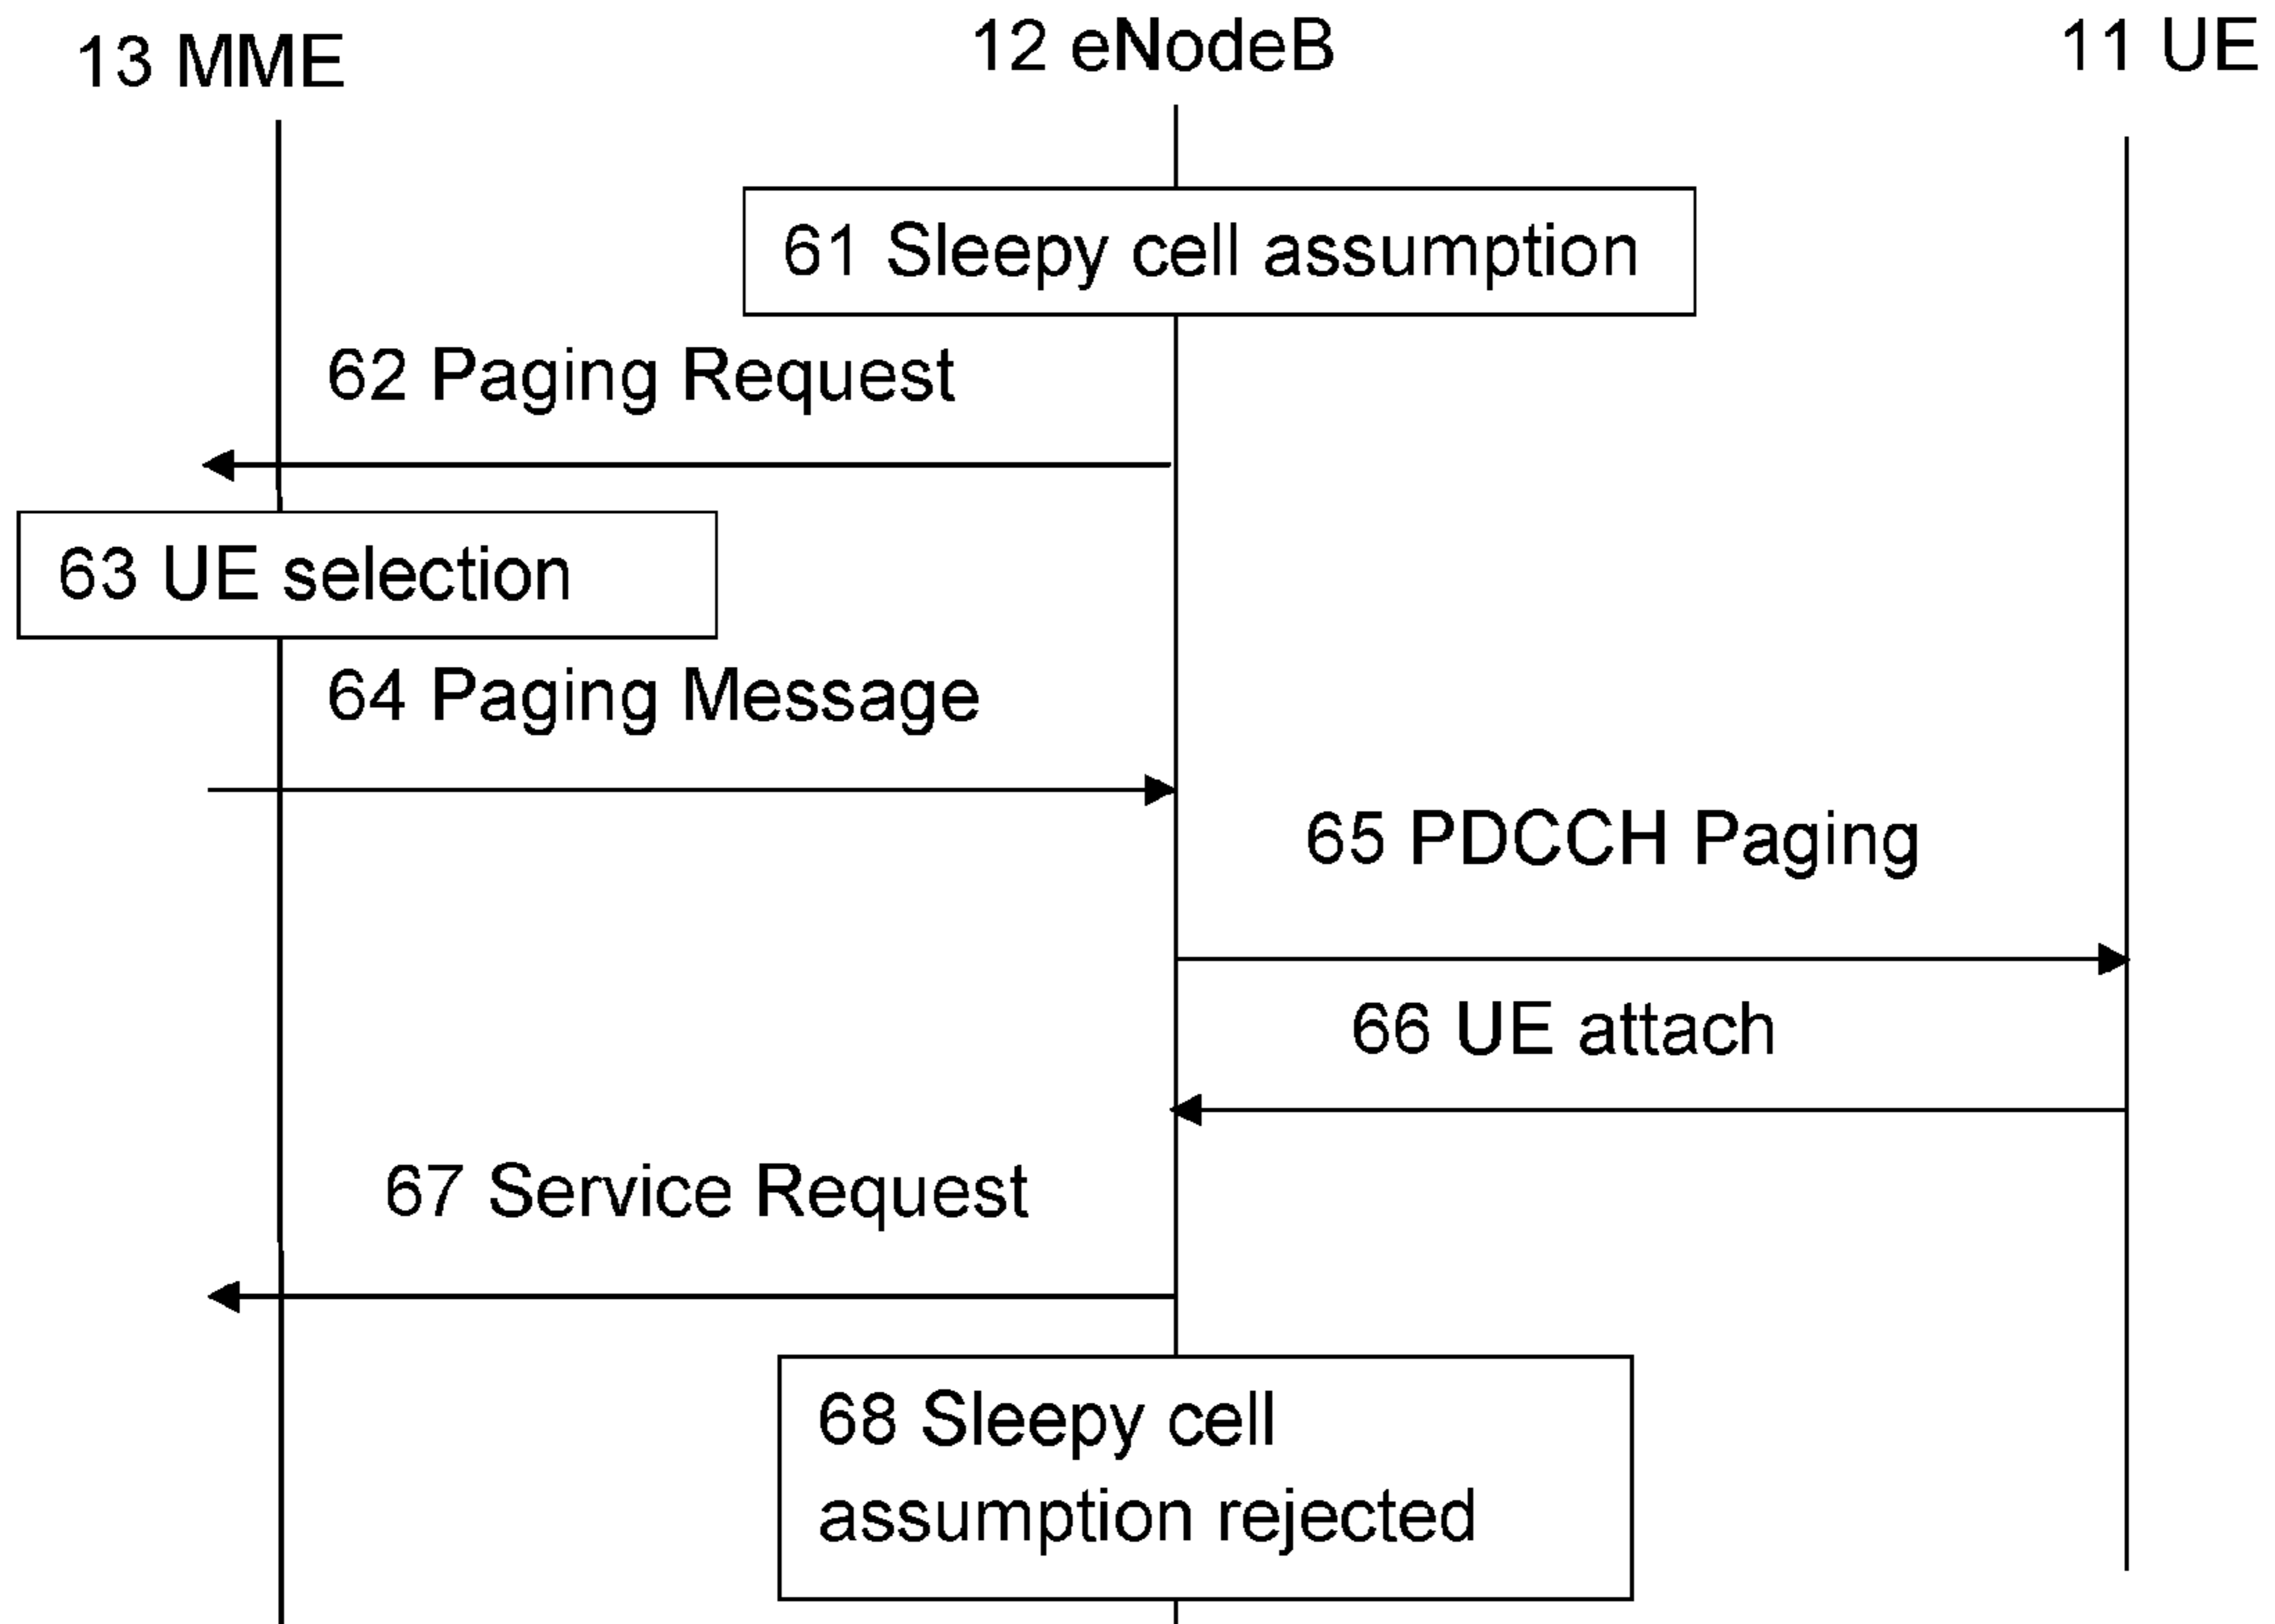 13 MME
12 eNodeB
11 UE
61 Sleepy cell assumption
62 Paging Request
63 UE selection
64 Paging Message
65 PDCCH Paging
66 UE attach
67 Service Request
68 Sleepy cell
assumption rejected